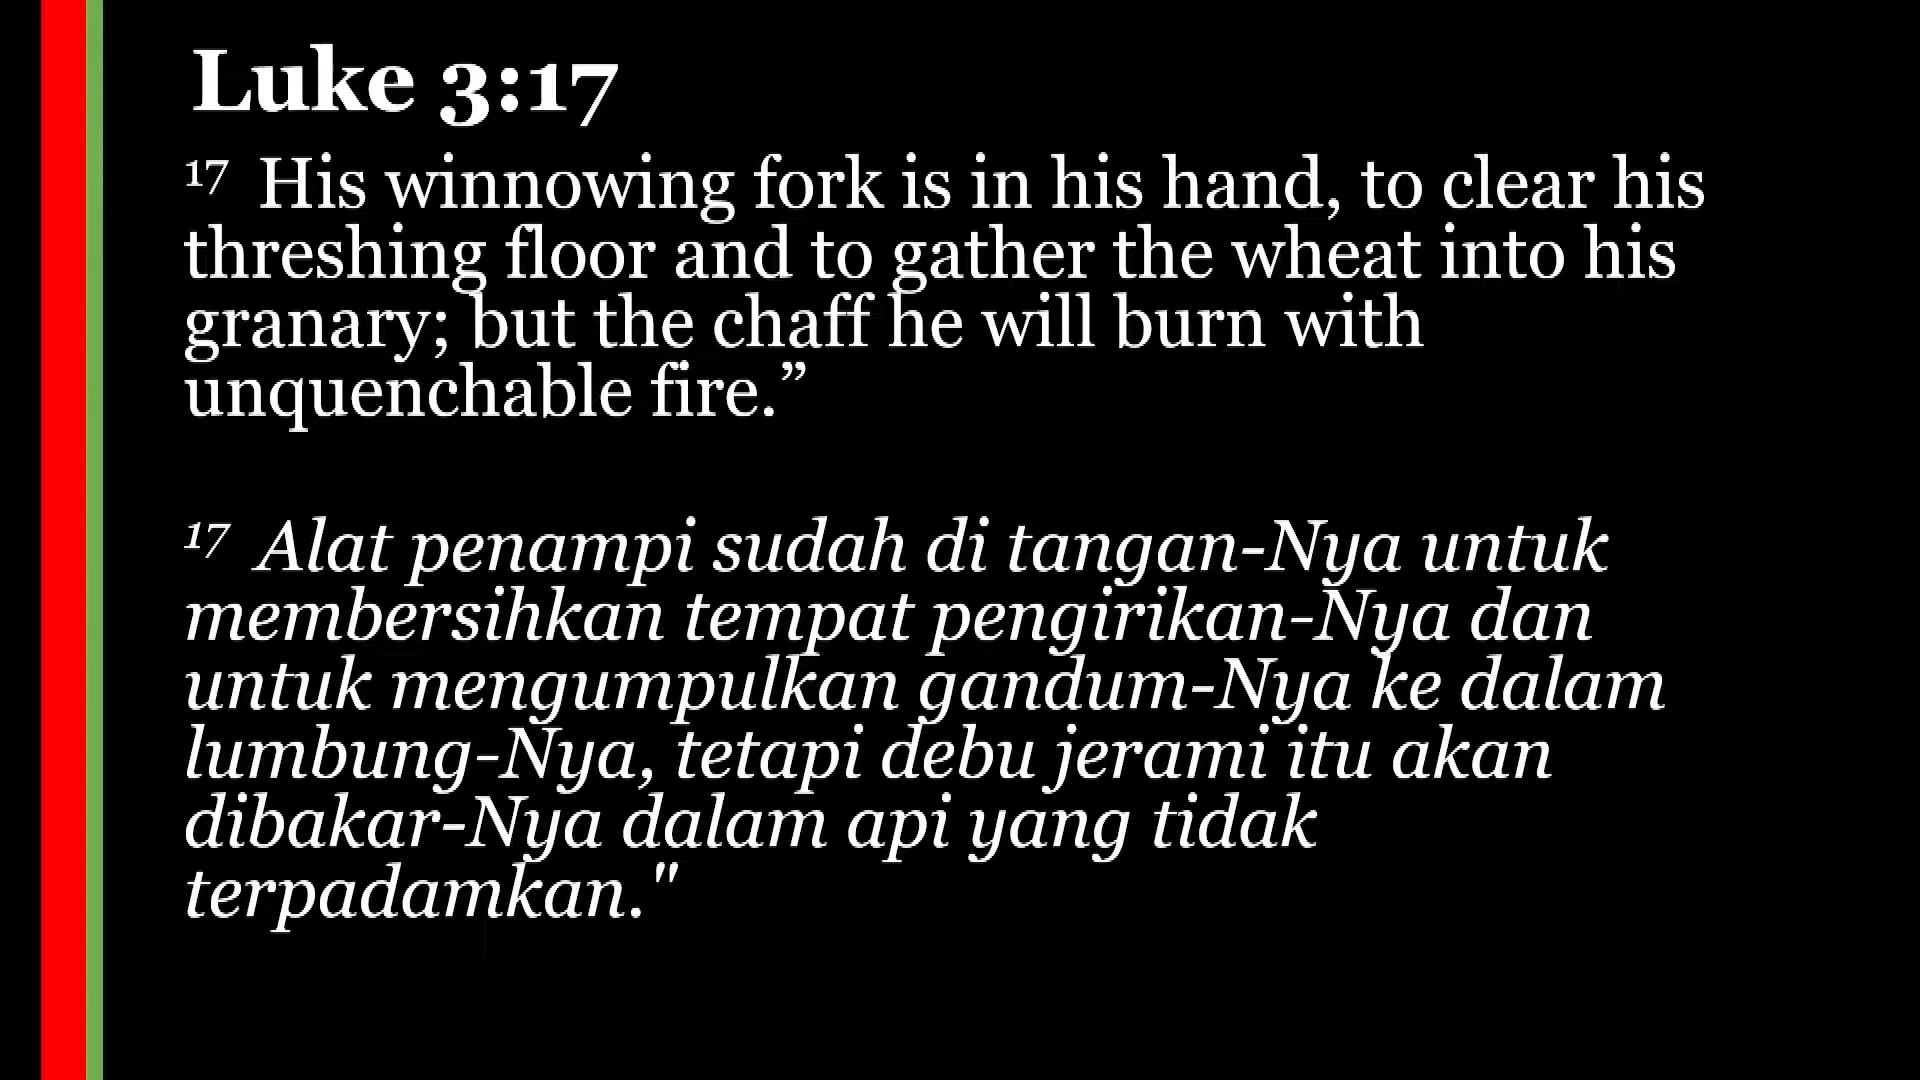 Luke 3:17
17 His winnowing fork is in his hand, to clear his
threshing floor and to gather the wheat into his
granary; but the chaff he will burn with
unquenchable fire.”
17 Alat penampi sudah di tangan-Nya untuk
membersihkan tempat pengirikan-Nya dan
untuk mengumpulkan gandum-Nya ke dalam
lumbung-Nya, tetapi debu jerami itu akan
dibakar-Nya dalam api yang tidak
terpadamkan."